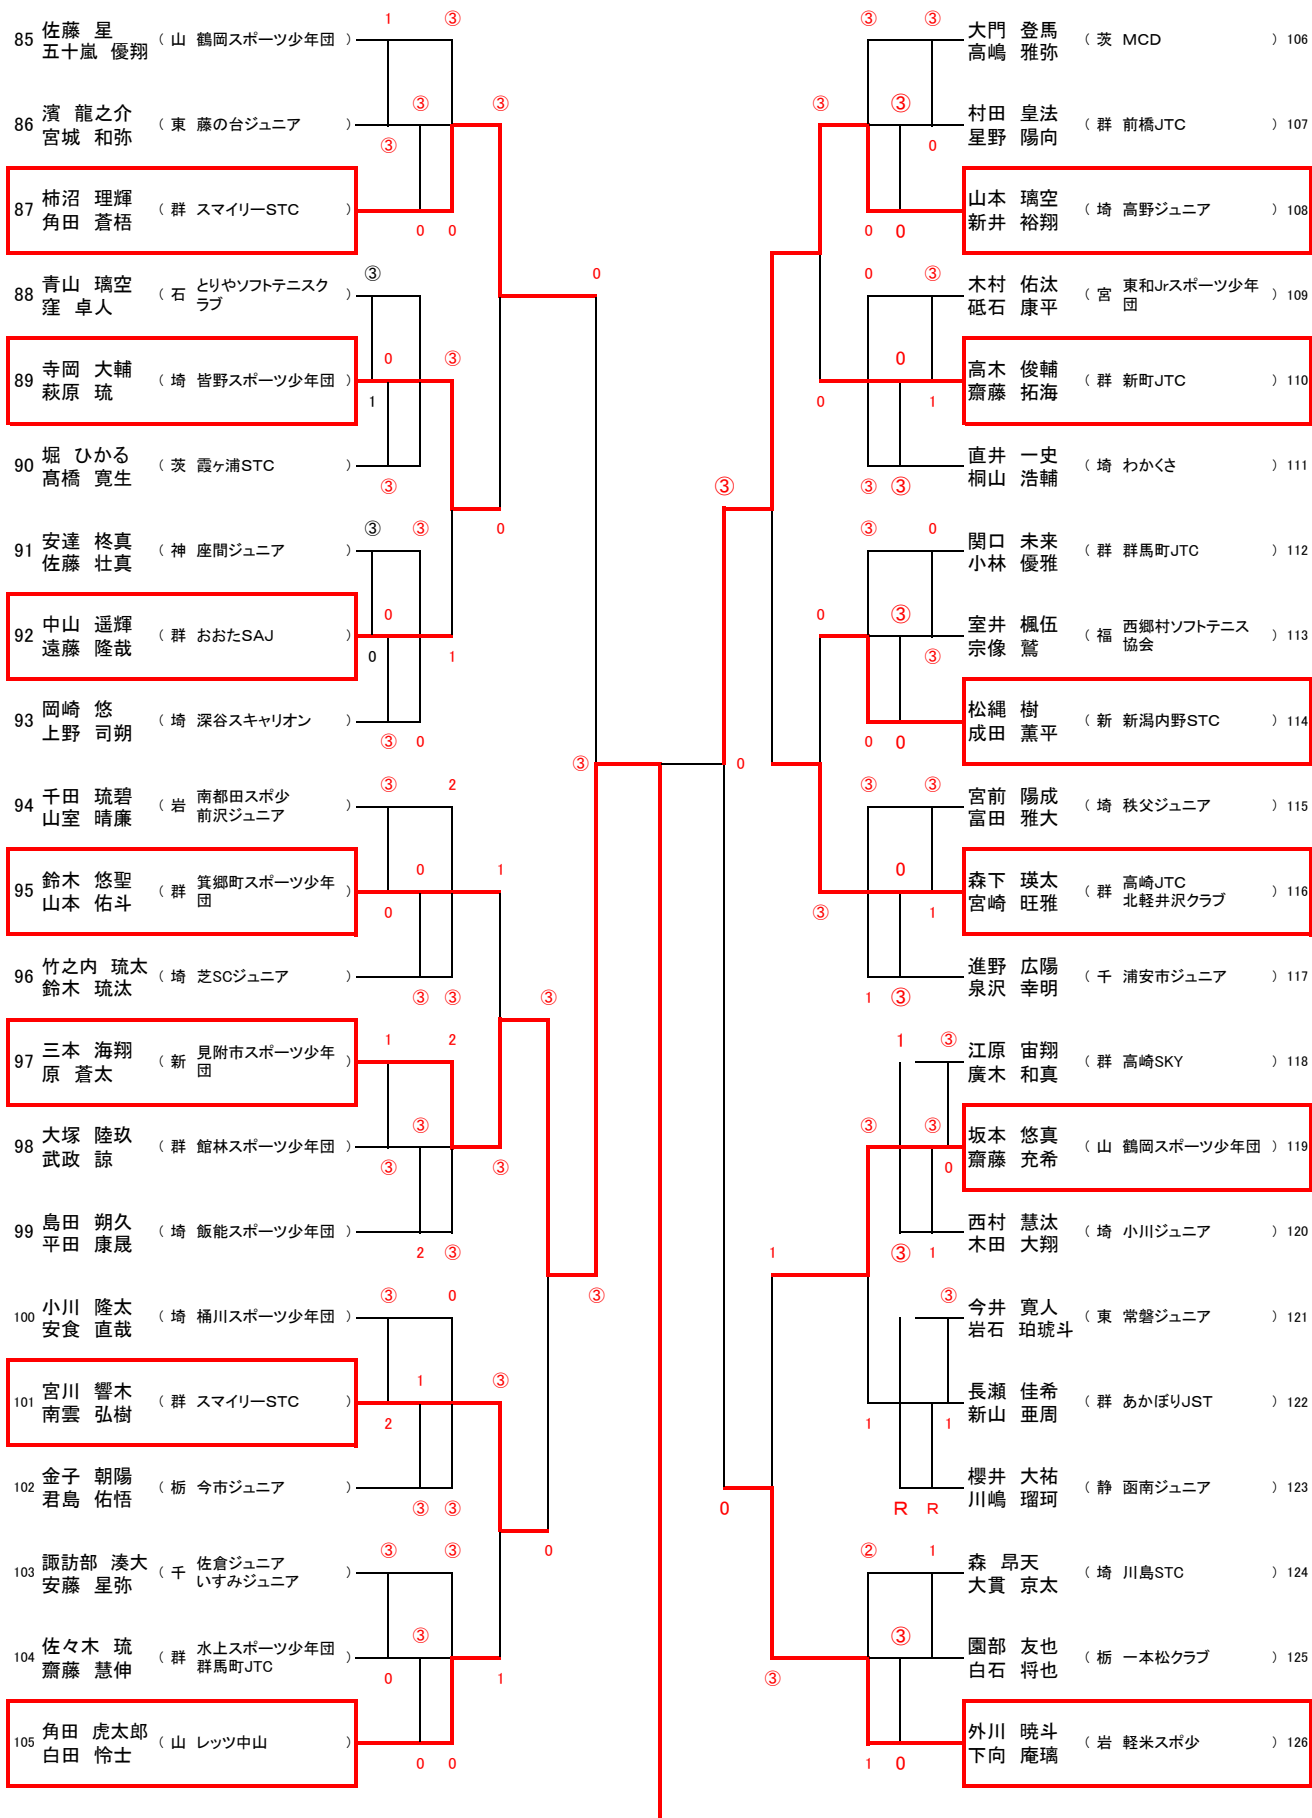 85 佐藤 星 五十嵐 優翔 （ 山 鶴岡スポーツ少年団 ）
86 濱 龍之介 宮城 和弥 （ 東 藤の台ジュニア ）
87 柿沼 理輝 角田 蒼梧 （ 群 スマイリーSTC ）
88 青山 璃空 窪 卓人 （ 石 とりやソフトテニスクラブ ）
89 寺岡 大輔 萩原 琉 （ 埼 皆野スポーツ少年団 ）
90 堀 ひかる 髙橋 寛生 （ 茨 霞ヶ浦STC ）
91 安達 柊真 佐藤 壮真 （ 神 座間ジュニア ）
92 中山 遥輝 遠藤 隆哉 （ 群 おおたSAJ ）
93 岡崎 悠 上野 司朔 （ 埼 深谷スキャリオン ）
94 千田 琉碧 山室 晴廉 （ 岩 南都田スポ少 前沢ジュニア ）
95 鈴木 悠聖 山本 佑斗 （ 群 箕郷町スポーツ少年団 ）
96 竹之内 琉太 鈴木 琉汰 （ 埼 芝SCジュニア ）
97 三本 海翔 原 蒼太 （ 新 見附市スポーツ少年団 ）
98 大塚 陸玖 武政 諒 （ 群 館林スポーツ少年団 ）
99 島田 朔久 平田 康晟 （ 埼 飯能スポーツ少年団 ）
100 小川 隆太 安食 直哉 （ 埼 桶川スポーツ少年団 ）
101 宮川 響木 南雲 弘樹 （ 群 スマイリーSTC ）
102 金子 朝陽 君島 佑悟 （ 栃 今市ジュニア ）
103 諏訪部 湊大 安藤 星弥 （ 千 佐倉ジュニア いすみジュニア ）
104 佐々木 琉 齋藤 慧伸 （ 群 水上スポーツ少年団 群馬町JTC ）
105 角田 虎太郎 白田 怜士 （ 山 レッツ中山 ）
大門 登馬 高嶋 雅弥 （ 茨 MCD ） 106
村田 皇法 星野 陽向 （ 群 前橋JTC ） 107
山本 璃空 新井 裕翔 （ 埼 高野ジュニア ） 108
木村 佑汰 砥石 康平 （ 宮 東和Jrスポーツ少年団 ） 109
高木 俊輔 齋藤 拓海 （ 群 新町JTC ） 110
直井 一史 桐山 浩輔 （ 埼 わかくさ ） 111
関口 未来 小林 優雅 （ 群 群馬町JTC ） 112
室井 楓伍 宗像 鷲 （ 福 西郷村ソフトテニス協会 ） 113
松縄 樹 成田 薫平 （ 新 新潟内野STC ） 114
宮前 陽成 富田 雅大 （ 埼 秩父ジュニア ） 115
森下 瑛太 宮崎 旺雅 （ 群 高崎JTC 北軽井沢クラブ ） 116
進野 広陽 泉沢 幸明 （ 千 浦安市ジュニア ） 117
江原 宙翔 廣木 和真 （ 群 高崎SKY ） 118
坂本 悠真 齋藤 充希 （ 山 鶴岡スポーツ少年団 ） 119
西村 慧汰 木田 大翔 （ 埼 小川ジュニア ） 120
今井 寛人 岩石 珀琥斗 （ 東 常磐ジュニア ） 121
長瀬 佳希 新山 亜周 （ 群 あかぼりJST ） 122
櫻井 大祐 川嶋 瑠珂 （ 静 函南ジュニア ） 123
森 昂天 大貫 京太 （ 埼 川島STC ） 124
園部 友也 白石 将也 （ 栃 一本松クラブ ） 125
外川 暁斗 下向 庵璃 （ 岩 軽米スポ少 ） 126